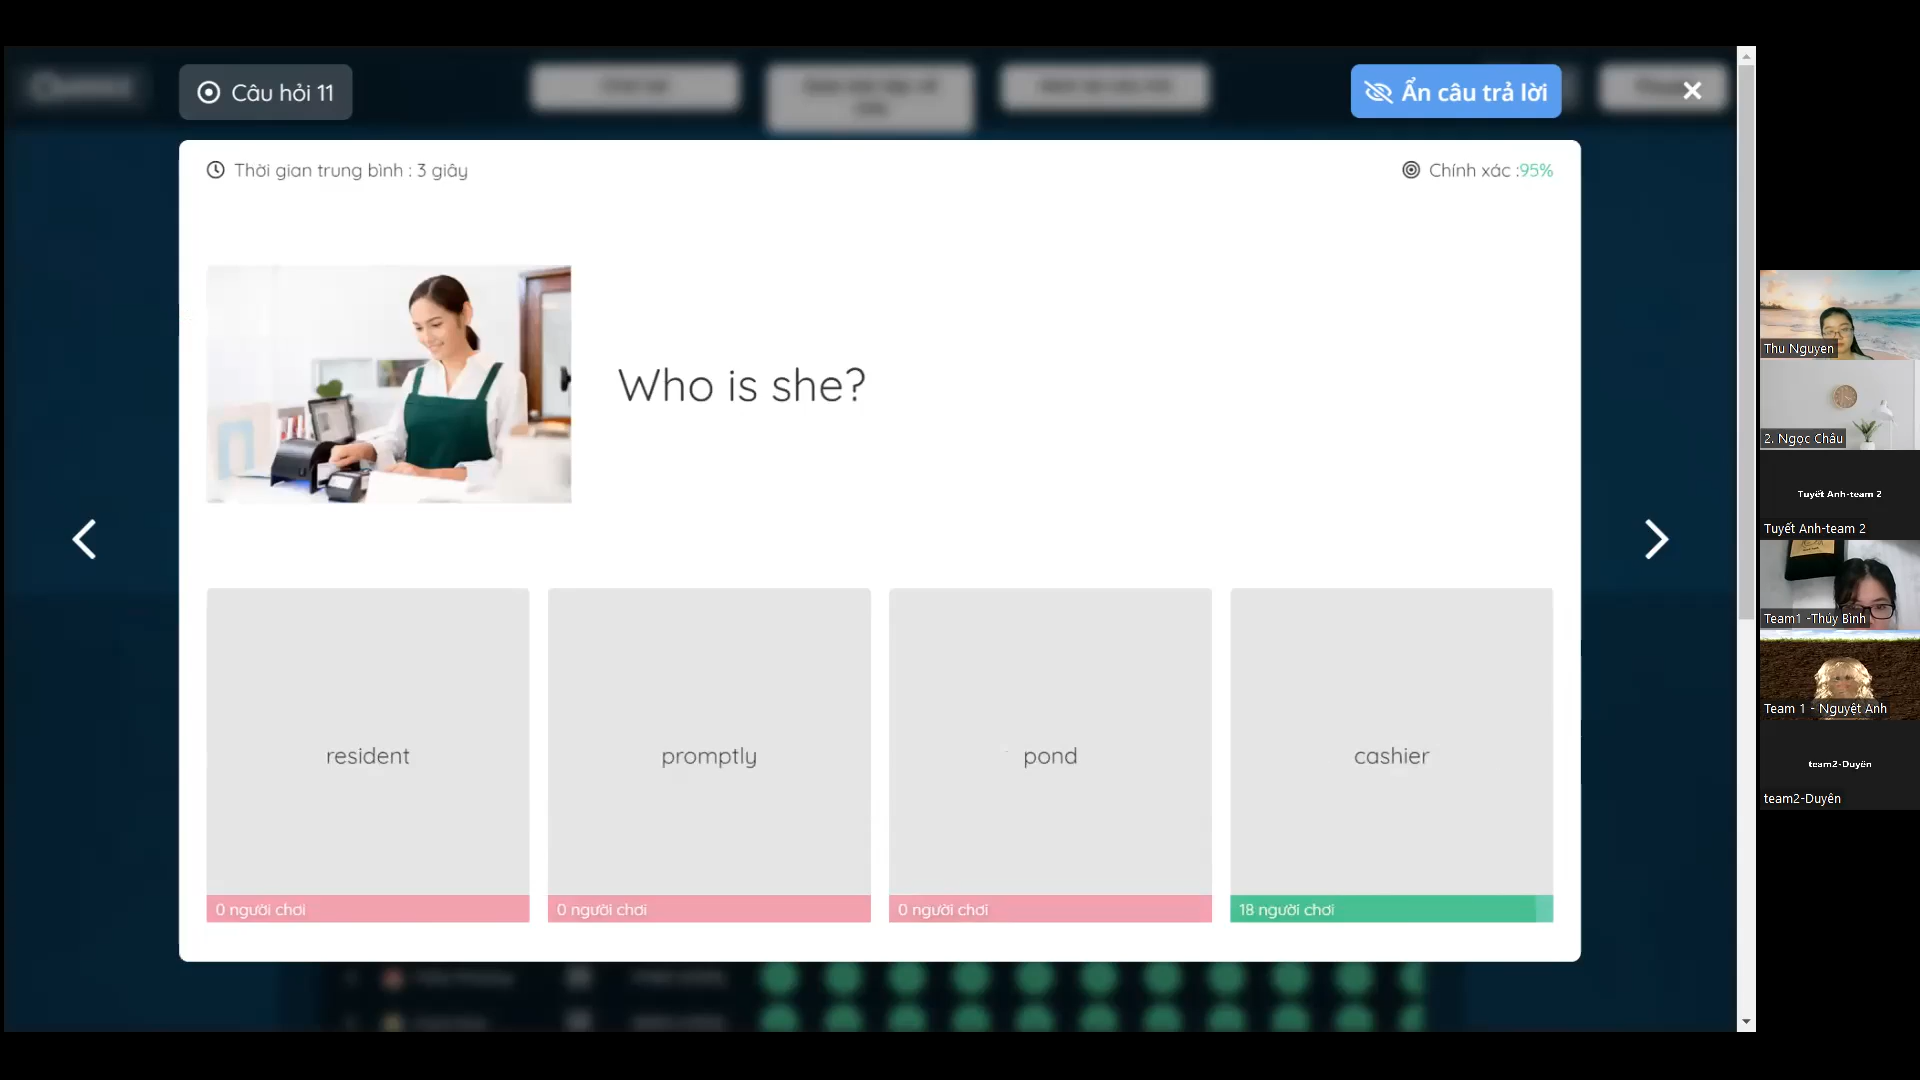 Câu hỏi 11
Ẩn câu trả lời
Thời gian trung bình : 3 giây
Chính xác :95%
Who is she?
resident
promptly
pond
cashier
0 người chơi
0 người chơi
0 người chơi
18 người chơi
Thu Nguyen
2. Ngọc Châu
Tuyết Anh-team 2
Tuyết Anh-team 2
Team1 -Thúy Bình
Team 1 - Nguyệt Anh
team2-Duyên
team2-Duyên